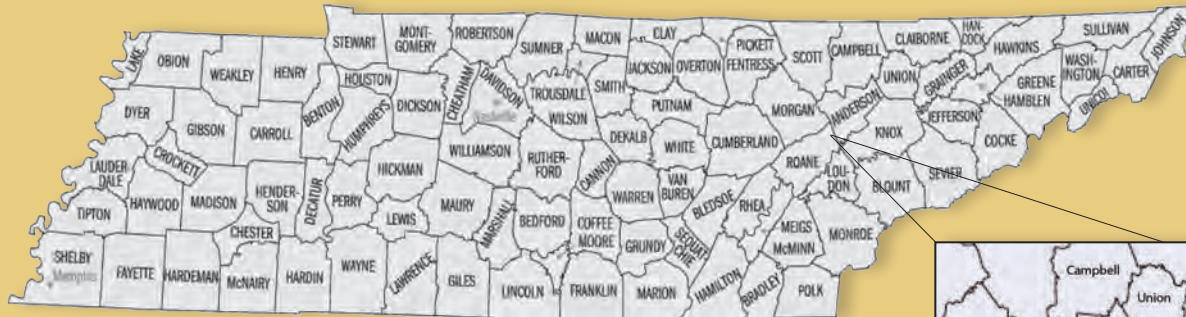 LAKE
OBION
WEAKLEY
HENRY
STEWART
MONT-
GOMERY
ROBERTSON
SUMNER
MACON
CLAY
PICKETT
FENTRESS
SCOTT
CAMPBELL
CLAIBORNE
HAN-
COCK
HAWKINS
SULLIVAN
JOHNSON
HOUSTON
DICKSON
CHEATHAM
DAVIDSON
Nashville
TROUSDALE
WILSON
SMITH
JACKSON
OVERTON
PUTNAM
MORGAN
ANDERSON
UNION
GRAINGER
JEFFERSON
GREENE
HAMBLEN
WASH-
INGTON
UNICOI
CARTER
DYER
GIBSON
CARROLL
BENTON
HUMPHREYS
HICKMAN
WILLIAMSON
RUTHER-
FORD
CANNON
DEKALB
WHITE
CUMBERLAND
ROANE
LOU-
DON
KNOX
BLOUNT
SEVIER
COCKE
LAUDER
DALE
CROCKETT
HAYWOOD
MADISON
HENDER-
SON
DECATUR
PERRY
LEWIS
MAURY
MARSHALL
BEDFORD
COFFEE
MOORE
WARREN
VAN
BUREN
BLEDSOE
RHEA
MEIGS
McMINN
MONROE
TIPTON
CHESTER
SHELBY
Memphis
FAYETTE
HARDEMAN
McNAIRY
HARDIN
WAYNE
LAWRENCE
GILES
LINCOLN
FRANKLIN
GRUNDY
MARION
SEQUAT
CHIE
HAMILTON
BRADLEY
POLK
Campbell
Union